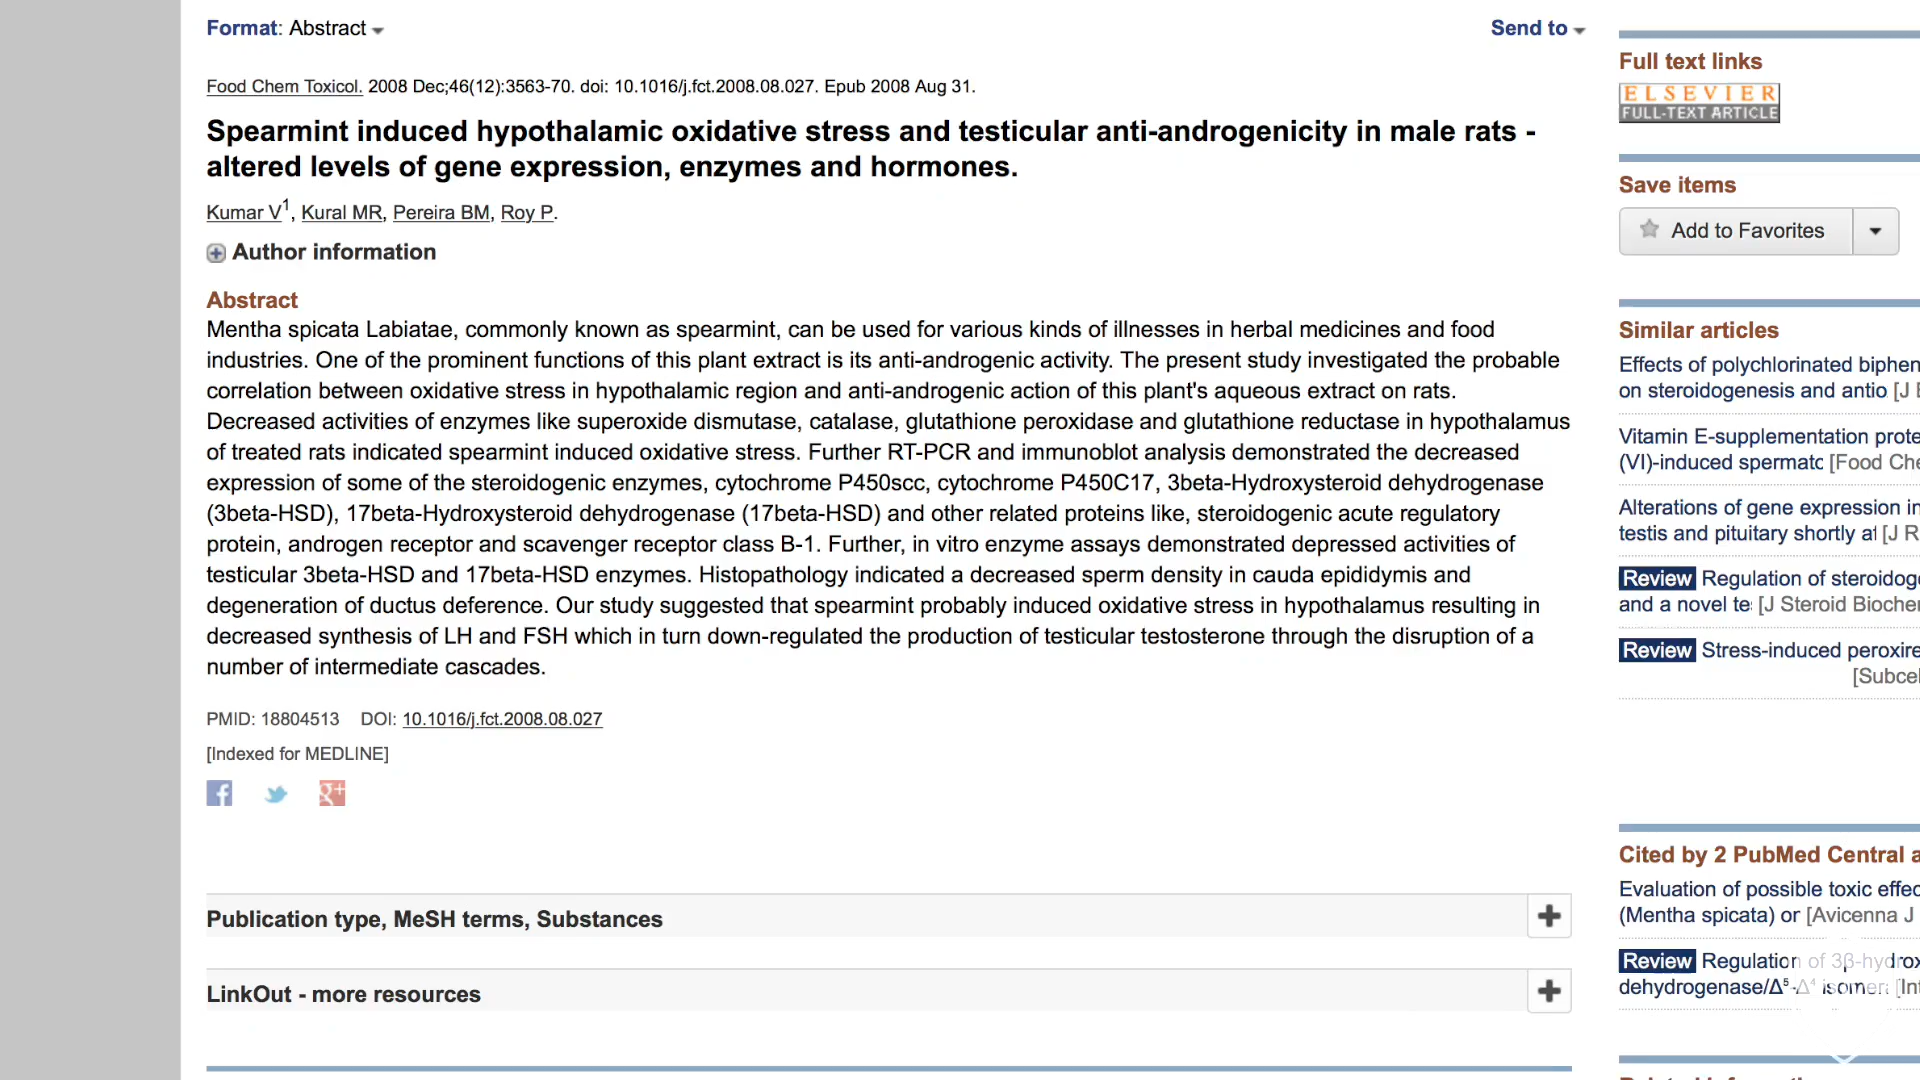 Format: Abstract
Send to
Food Chem Toxicol. 2008 Dec;46(12):3563-70. doi: 10.1016/j.fct.2008.08.027. Epub 2008 Aug 31.
Spearmint induced hypothalamic oxidative stress and testicular anti-androgenicity in male rats -
altered levels of gene expression, enzymes and hormones.
Kumar V1, Kural MR, Pereira BM, Roy P.
Author information
Abstract
Mentha spicata Labiatae, commonly known as spearmint, can be used for various kinds of illnesses in herbal medicines and food
industries. One of the prominent functions of this plant extract is its anti-androgenic activity. The present study investigated the probable
correlation between oxidative stress in hypothalamic region and anti-androgenic action of this plant's aqueous extract on rats.
Decreased activities of enzymes like superoxide dismutase, catalase, glutathione peroxidase and glutathione reductase in hypothalamus
of treated rats indicated spearmint induced oxidative stress. Further RT-PCR and immunoblot analysis demonstrated the decreased
expression of some of the steroidogenic enzymes, cytochrome P450scc, cytochrome P450C17, 3beta-Hydroxysteroid dehydrogenase
(3beta-HSD), 17beta-Hydroxysteroid dehydrogenase (17beta-HSD) and other related proteins like, steroidogenic acute regulatory
protein, androgen receptor and scavenger receptor class B-1. Further, in vitro enzyme assays demonstrated depressed activities of
testicular 3beta-HSD and 17beta-HSD enzymes. Histopathology indicated a decreased sperm density in cauda epididymis and
degeneration of ductus deference. Our study suggested that spearmint probably induced oxidative stress in hypothalamus resulting in
decreased synthesis of LH and FSH which in turn down-regulated the production of testicular testosterone through the disruption of a
number of intermediate cascades.
PMID: 18804513 DOI: 10.1016/j.fct.2008.08.027
[Indexed for MEDLINE]
Publication type, MeSH terms, Substances
LinkOut - more resources
Full text links
ELSEVIER
FULL-TEXT ARTICLE
Save items
Add to Favorites
Similar articles
Effects of polychlorinated biphen
on steroidogenesis and antio [J E
Vitamin E-supplementation prote
(VI)-induced spermatc [Food Che
Alterations of gene expression in
testis and pituitary shortly af [J R
Review Regulation of steroidog
and a novel te [J Steroid Bioche
Review Stress-induced peroxire
[Subcel
Cited by 2 PubMed Central a
Evaluation of possible toxic effec
(Mentha spicata) or [Avicenna J
Review Regulation of 3β-hydrox
dehydrogenase/Δ⁵-Δ⁴ isomer [Int